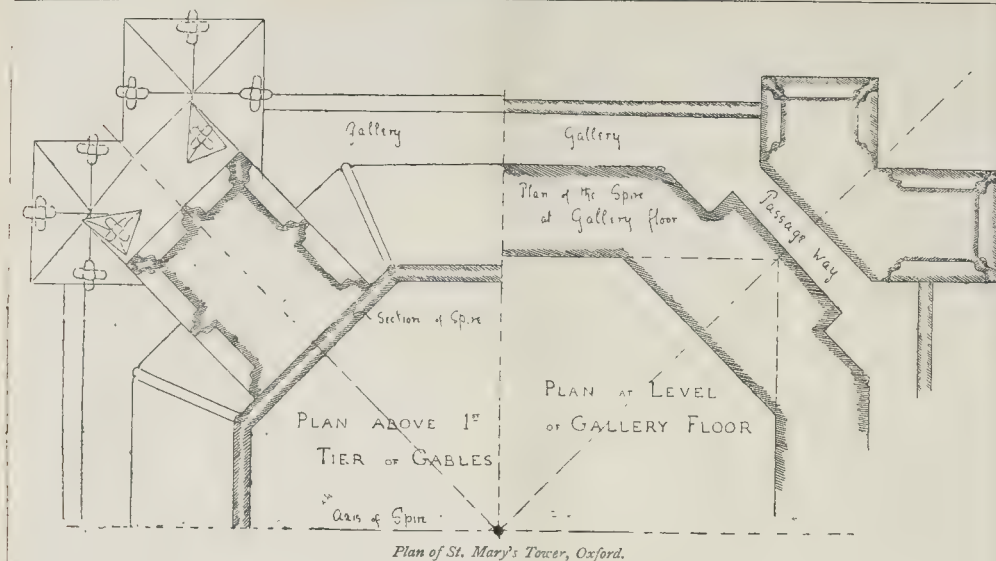 Gallery
Gallery
Plan of the Spire
at Gallery floor
Passage Way
Section of Spire
PLAN ABOVE 1ST
TIER OF GABLES
PLAN AT LEVEL
OF GALLERY FLOOR
Axis of Spire
Plan of St. Mary's Tower, Oxford.